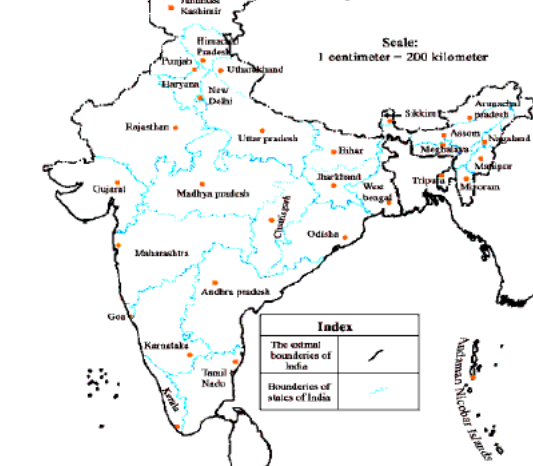 Kashimir
Himachal
Pradesh
Punjab
Uttarakhand
Haryana
New
Delhi
Scale:
1 centimeter - 200 kilometer
Rajasthan
Uttar pradesh
Sikkim
Arunachal
pradesh
Assom
Nagaland
Meghalaya
Manipur
Bihar
Jharkhand
West
bengal
Tripura
Mizoram
Gujarat
Madhya pradesh
Chattisgarh
Odisha
Maharashtra
Andhra pradesh
Goa
Karnataka
Tamil
Nadu
Kerala
Index
The extrnal
bounderies of
India
Bounderies of
states of India
Andaman Nicobar Islands